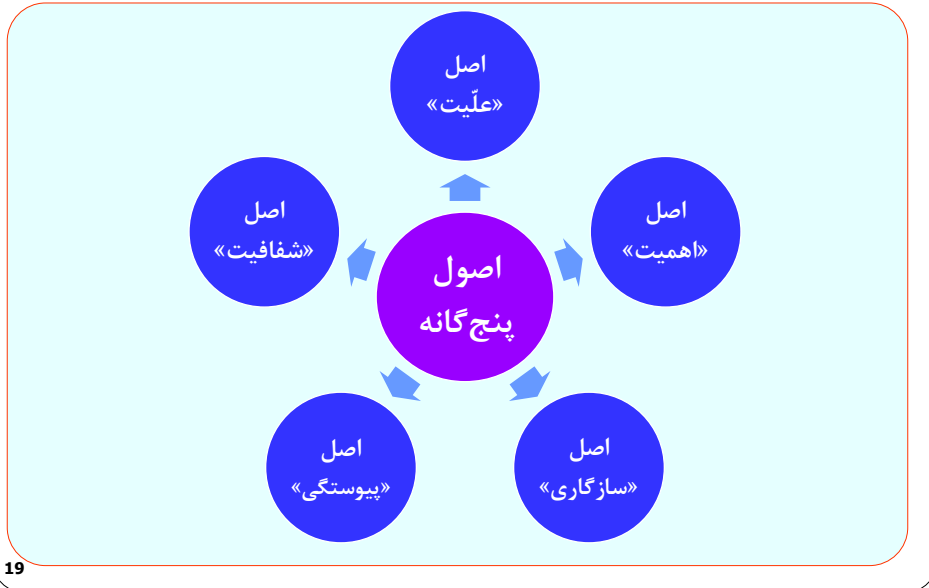 اصل
«علّیت»
اصل
«اهمیت»
اصل
«شفافیت»
اصول
پنج‌گانه
اصل
«سازگاری»
اصل
«پیوستگی»
19